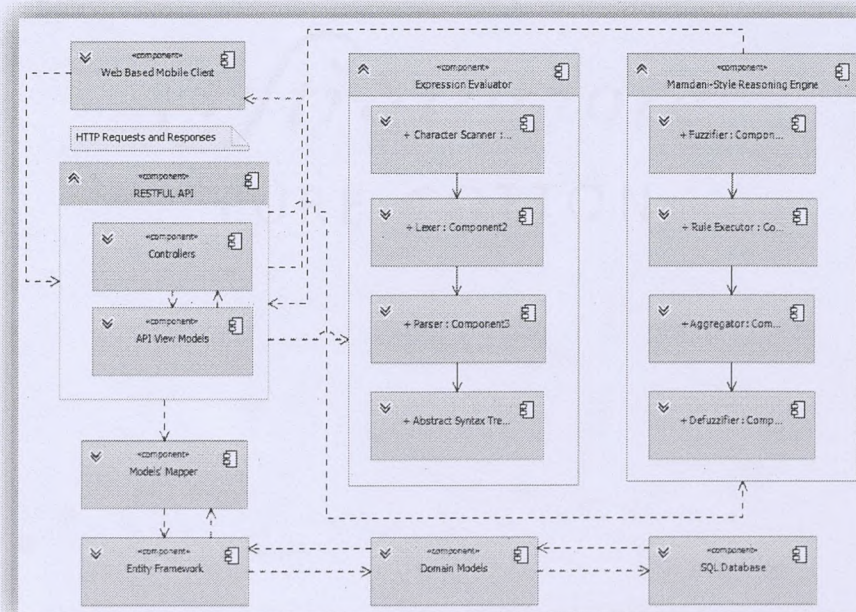 «component»
Web Based Mobile Client
HTTP Requests and Responses
«component»
RESTFUL API
«component»
Controllers
«component»
API View Models
«component»
Models' Mapper
«component»
Entity Framework
«component»
Expression Evaluator
+ Character Scanner :...
+ Lexer : Component2
+ Parser : Component3
+ Abstract Syntax Tre...
«component»
Domain Models
«component»
Mamdani-Style Reasoning Engine
+ Fuzzifier : Compon...
+ Rule Executor : Co...
+ Aggregator : Com...
+ Defuzzifier : Comp...
«component»
SQL Database